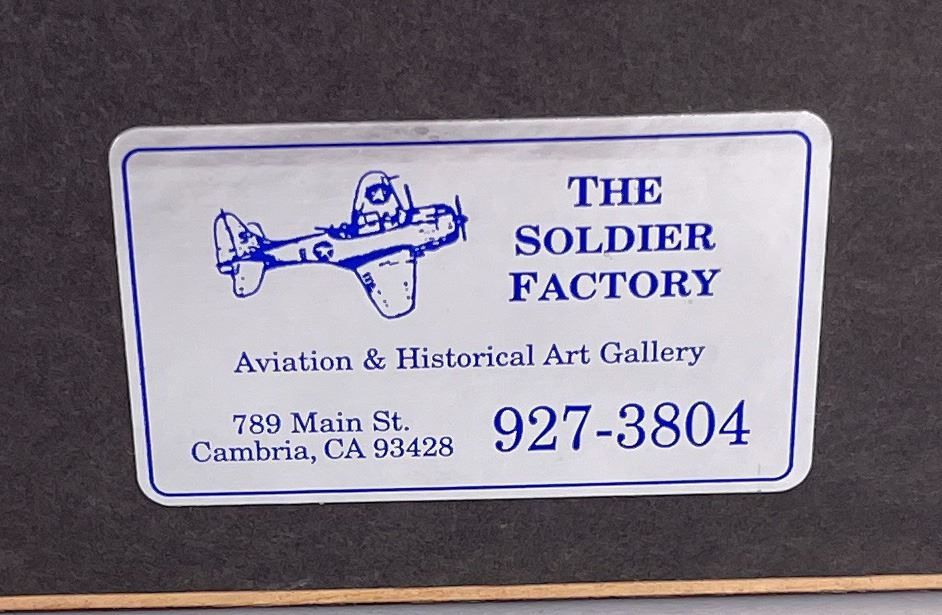 THE
SOLDIER
FACTORY
Aviation & Historical Art Gallery
789 Main St.
Cambria, CA 93428
927-3804